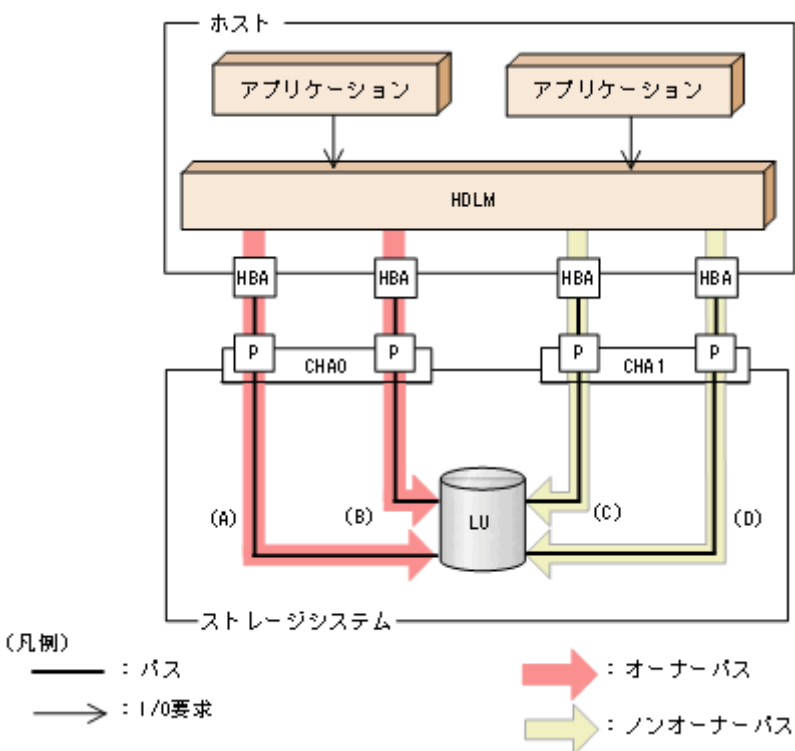 ホスト
アプリケーション
アプリケーション
HDLM
HBA
HBA
HBA
HBA
P
P
P
P
CHA0
CHA1
(A)
(B)
LU
(C)
(D)
ストレージシステム
(凡例)
：パス
：I/O要求
：オーナーパス
：ノンオーナーパス